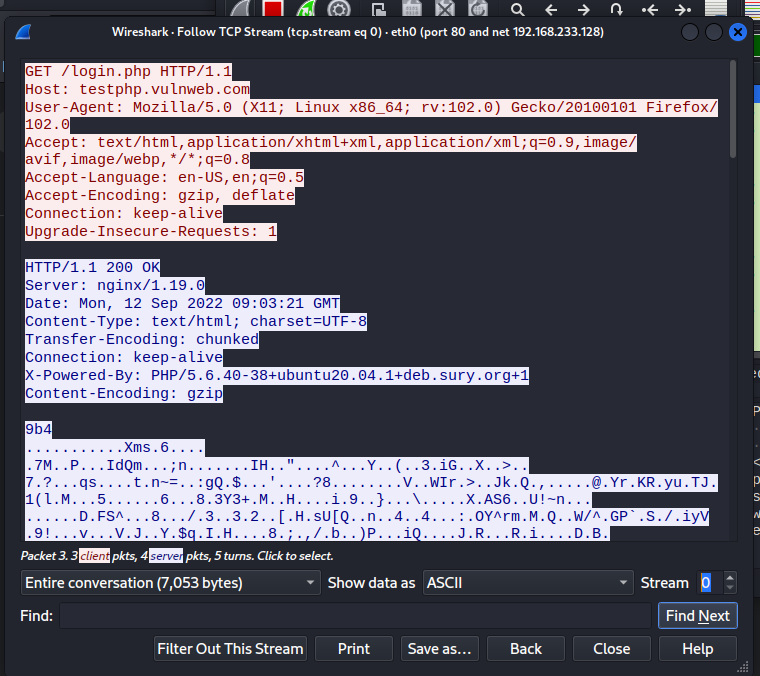 Wireshark · Follow TCP Stream (tcp.stream eq 0) · eth0 (port 80 and net 192.168.233.128)
GET /login.php HTTP/1.1
Host: testphp.vulnweb.com
User-Agent: Mozilla/5.0 (X11; Linux x86_64; rv:102.0) Gecko/20100101 Firefox/
102.0
Accept: text/html,application/xhtml+xml,application/xml;q=0.9,image/
avif,image/webp,*/*;q=0.8
Accept-Language: en-US,en;q=0.5
Accept-Encoding: gzip, deflate
Connection: keep-alive
Upgrade-Insecure-Requests: 1
HTTP/1.1 200 OK
Server: nginx/1.19.0
Date: Mon, 12 Sep 2022 09:03:21 GMT
Content-Type: text/html; charset=UTF-8
Transfer-Encoding: chunked
Connection: keep-alive
X-Powered-By: PHP/5.6.40-38+ubuntu20.04.1+deb.sury.org+1
Content-Encoding: gzip
9b4
...........Xms.6....
.7M..P...IdQm...;n.......IH.."....^...Y..(..3.iG..X..>..
7.?...qs....t.n~=..:gQ.$...'....?8........V..WIr.>..Jk.Q.,.....@.Yr.KR.yu.TJ.
1(l.M...5......6...8.3Y3+.M..H....i.9..}...\.....X.AS6..U!~n...
......D.FS^...8.../.3..3.2..[.H.sU[Q..n..4..4...:.OY^rm.M.Q..W/^.GP`.S./.iyV
.9!...v...V.J..Y.$q.I.H....8.;.,/.b..)P...iQ....J.R...R.i....D.B.
Packet 3. 3 client pkts, 4 server pkts, 5 turns. Click to select.
Entire conversation (7,053 bytes) Show data as ASCII Stream 0
Find: Find Next
Filter Out This Stream Print Save as... Back Close Help